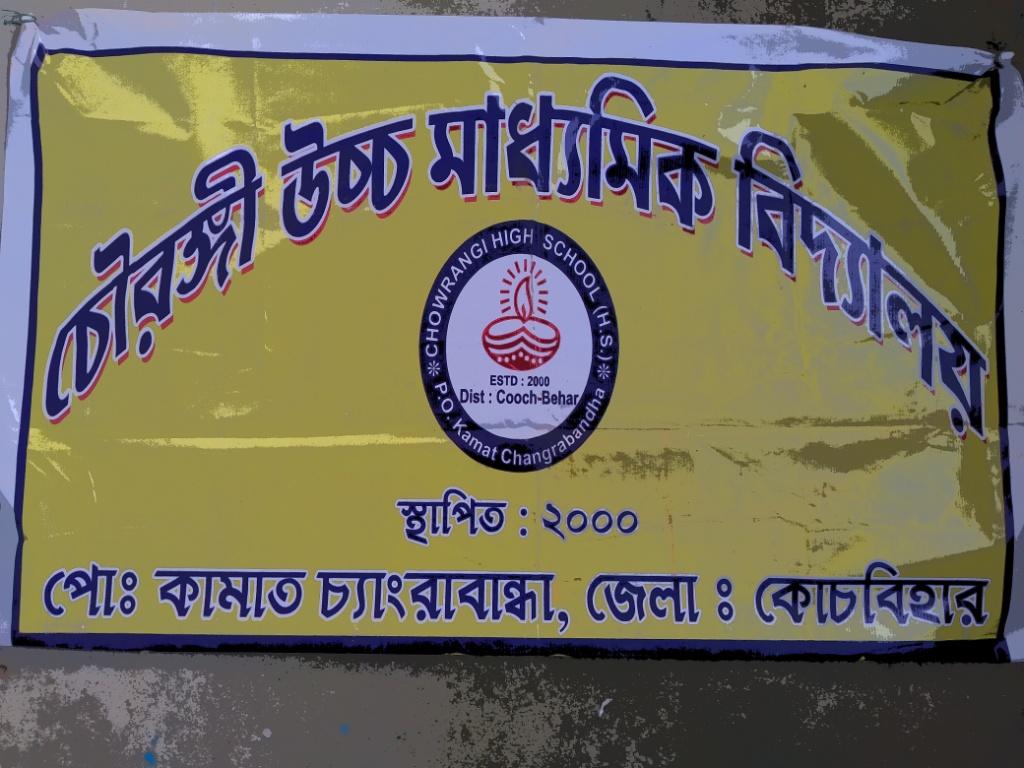 চৌরঙ্গী উচ্চ মাধ্যমিক বিদ্যালয়
CHOWRANGI HIGH SCHOOL (H.S.)
ESTD : 2000
Dist : Cooch-Behar
P.O. Kamat Changrabandha
স্থাপিত : ২০০০
পোঃ কামাত চ্যাংরাবান্ধা, জেলা : কোচবিহার